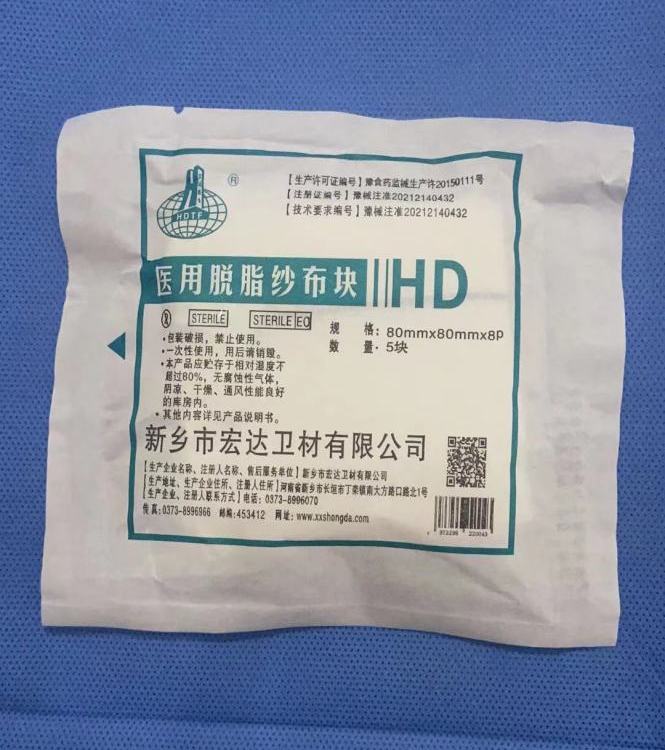 HDTF
®
【生产许可证编号】豫食药监械生产许20150111号
【注册证编号】豫械注准20212140432
【技术要求编号】豫械注准20212140432
医用脱脂纱布块 HD
STERILE STERILE EO
规 格：80mmx80mmx8p
数 量：5块
·包装破损，禁止使用。
·一次性使用，用后请销毁。
·本产品应贮存于相对湿度不
超过80%，无腐蚀性气体，
阴凉、干燥、通风性能良好
的库房内。
·其他内容详见产品说明书。
新乡市宏达卫材有限公司
【生产企业名称、注册人名称、售后服务单位】新乡市宏达卫材有限公司
【生产地址、生产企业住所、注册人住所】河南省新乡市长垣市丁栾镇南大方路口路北1号
【生产企业、注册人联系方式】电话：0373-8996070
传真:0373-8996966 邮编:453412 网址：www.xxshongda.com